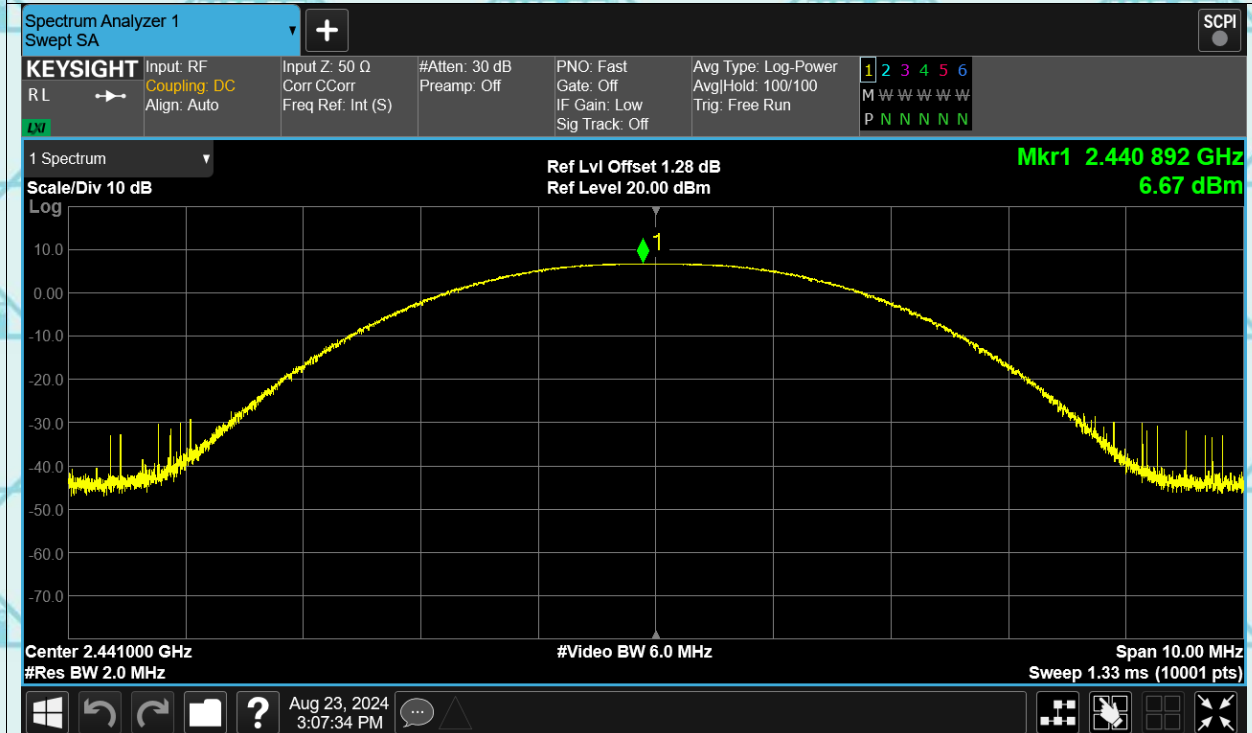 Spectrum Analyzer 1
Swept SA
+
SCPI
KEYSIGHT
RL
LXI
Input: RF
Coupling: DC
Align: Auto
Input Z: 50 Ω
Corr CCorr
Freq Ref: Int (S)
#Atten: 30 dB
Preamp: Off
PNO: Fast
Gate: Off
IF Gain: Low
Sig Track: Off
Avg Type: Log-Power
Avg|Hold: 100/100
Trig: Free Run
1 2 3 4 5 6
M W W W W W
P N N N N N
1 Spectrum
Ref Lvl Offset 1.28 dB
Mkr1 2.440 892 GHz
Scale/Div 10 dB
Ref Level 20.00 dBm
6.67 dBm
Log
1
10.0
0.00
-10.0
-20.0
-30.0
-40.0
-50.0
-60.0
-70.0
Center 2.441000 GHz
#Video BW 6.0 MHz
Span 10.00 MHz
#Res BW 2.0 MHz
Sweep 1.33 ms (10001 pts)
?
Aug 23, 2024
3:07:34 PM